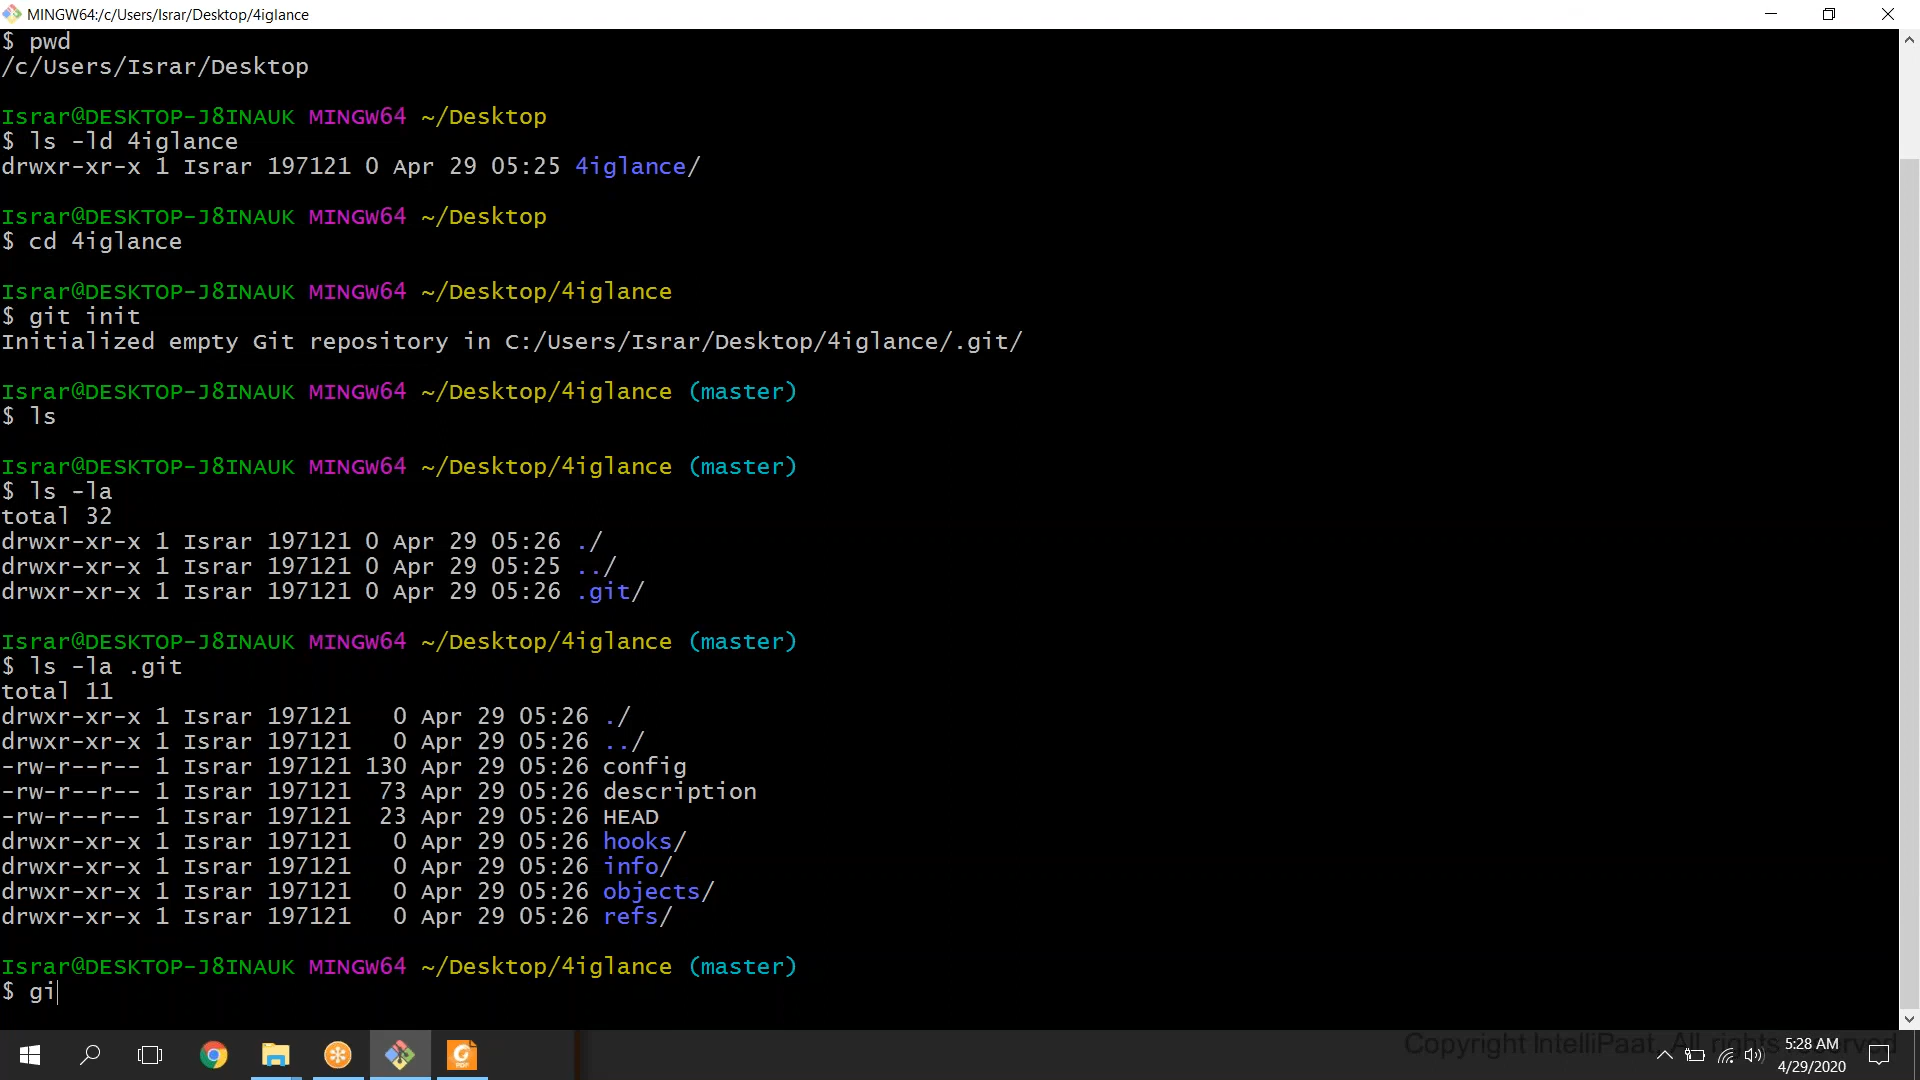 MINGW64:/c/Users/Israr/Desktop/4iglance
$ pwd
/c/Users/Israr/Desktop
Israr@DESKTOP-J8INAUK MINGW64 ~/Desktop
$ ls -ld 4iglance
drwxr-xr-x 1 Israr 197121 0 Apr 29 05:25 4iglance/
Israr@DESKTOP-J8INAUK MINGW64 ~/Desktop
$ cd 4iglance
Israr@DESKTOP-J8INAUK MINGW64 ~/Desktop/4iglance
$ git init
Initialized empty Git repository in C:/Users/Israr/Desktop/4iglance/.git/
Israr@DESKTOP-J8INAUK MINGW64 ~/Desktop/4iglance (master)
$ ls
Israr@DESKTOP-J8INAUK MINGW64 ~/Desktop/4iglance (master)
$ ls -la
total 32
drwxr-xr-x 1 Israr 197121 0 Apr 29 05:26 ./
drwxr-xr-x 1 Israr 197121 0 Apr 29 05:25 ../
drwxr-xr-x 1 Israr 197121 0 Apr 29 05:26 .git/
Israr@DESKTOP-J8INAUK MINGW64 ~/Desktop/4iglance (master)
$ ls -la .git
total 11
drwxr-xr-x 1 Israr 197121   0 Apr 29 05:26 ./
drwxr-xr-x 1 Israr 197121   0 Apr 29 05:26 ../
-rw-r--r-- 1 Israr 197121 130 Apr 29 05:26 config
-rw-r--r-- 1 Israr 197121  73 Apr 29 05:26 description
-rw-r--r-- 1 Israr 197121  23 Apr 29 05:26 HEAD
drwxr-xr-x 1 Israr 197121   0 Apr 29 05:26 hooks/
drwxr-xr-x 1 Israr 197121   0 Apr 29 05:26 info/
drwxr-xr-x 1 Israr 197121   0 Apr 29 05:26 objects/
drwxr-xr-x 1 Israr 197121   0 Apr 29 05:26 refs/
Israr@DESKTOP-J8INAUK MINGW64 ~/Desktop/4iglance (master)
$ gi
Copyright IntelliPaat, All rights reserved
5:28 AM
4/29/2020